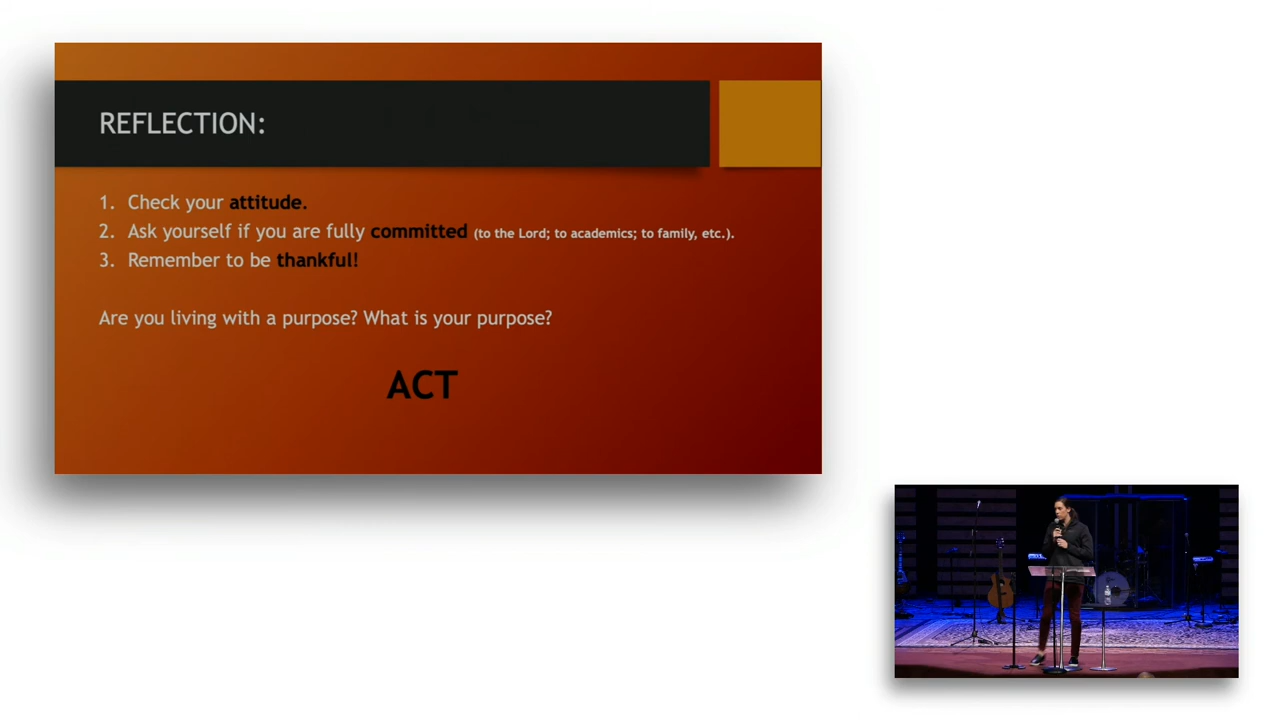 REFLECTION:
1. Check your attitude.
2. Ask yourself if you are fully committed (to the Lord; to academics; to family, etc.).
3. Remember to be thankful!
Are you living with a purpose? What is your purpose?
ACT